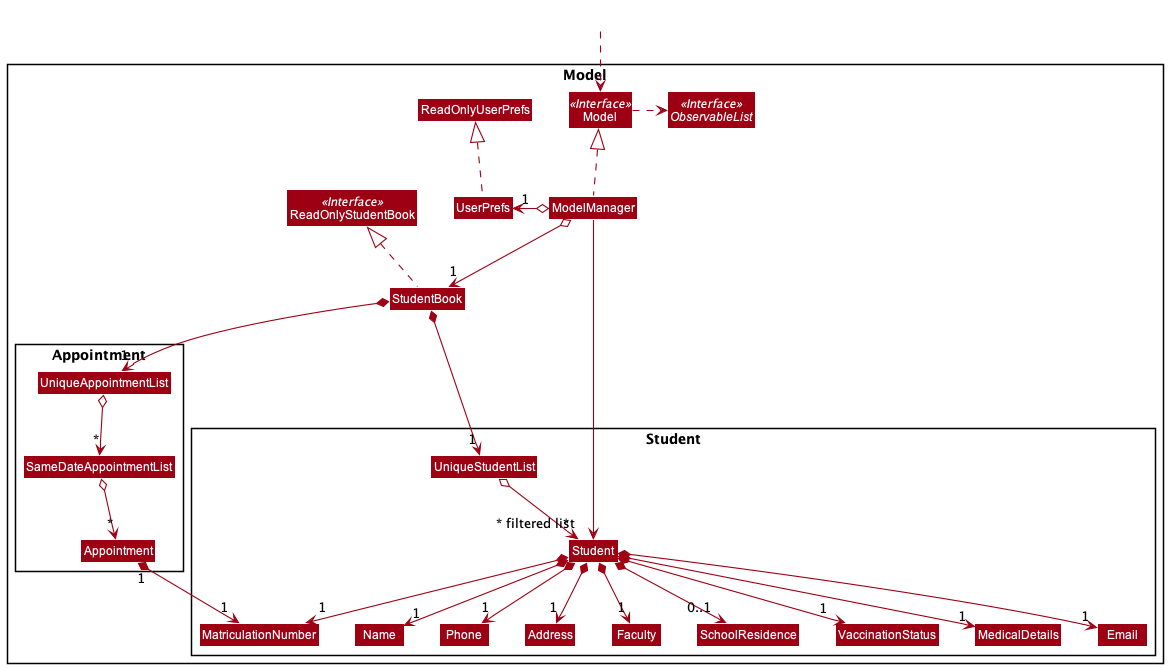 Model
«Interface»
Model
«Interface»
ObservableList
ReadOnlyUserPrefs
«Interface»
ReadOnlyStudentBook
UserPrefs
1
ModelManager
1
StudentBook
Appointment
1
UniqueAppointmentList
*
SameDateAppointmentList
*
Appointment
1
Student
1
UniqueStudentList
* filtered list
*
Student
1
1
1
1
1
1
0..1
1
1
1
MatriculationNumber
Name
Phone
Address
Faculty
SchoolResidence
VaccinationStatus
MedicalDetails
Email